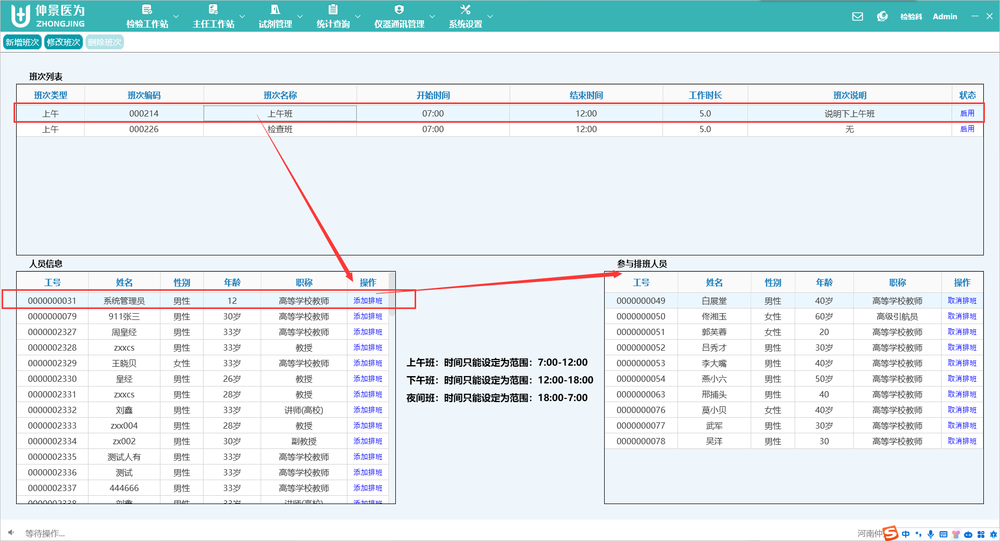 仲景医为
ZHONGJING
检验工作站 主任工作站 试剂管理 统计查询 仪器通讯管理 系统设置
检验科 Admin
新增班次 修改班次 删除班次
班次列表
班次类型 班次编码 班次名称 开始时间 结束时间 工作时长 班次说明 状态
上午 000214 上午班 07:00 12:00 5.0 说明下上午班 启用
上午 000226 检查班 07:00 12:00 5.0 无 启用
人员信息
工号 姓名 性别 年龄 职称 操作
0000000031 系统管理员 男性 12 高等学校教师 添加排班
0000000079 911张三 男性 30岁 高等学校教师 添加排班
0000002327 周皇经 男性 33岁 高等学校教师 添加排班
0000002328 zxxcs 男性 33岁 教授 添加排班
0000002329 王晓贝 女性 33岁 高等学校教师 添加排班
0000002330 皇经 男性 26岁 教授 添加排班
0000002331 zxxcs 男性 28岁 教授 添加排班
0000002332 刘鑫 男性 33岁 讲师(高校) 添加排班
0000002333 zxx004 男性 28岁 教授 添加排班
0000002334 zx002 男性 30岁 副教授 添加排班
0000002335 测试人有 男性 33岁 高等学校教师 添加排班
0000002336 测试 男性 33岁 高等学校教师 添加排班
0000002337 444666 男性 33岁 高等学校教师 添加排班
0000002338 刘鑫 男性 33岁 讲师(高校) 添加排班
上午班：时间只能设定为范围：7:00-12:00
下午班：时间只能设定为范围：12:00-18:00
夜间班：时间只能设定为范围：18:00-7:00
参与排班人员
工号 姓名 性别 年龄 职称 操作
0000000049 白展堂 男性 40岁 高等学校教师 取消排班
0000000050 佟湘玉 女性 60岁 高级引航员 取消排班
0000000051 郭芙蓉 女性 20 高等学校教师 取消排班
0000000052 吕秀才 男性 30岁 高等学校教师 取消排班
0000000053 李大嘴 男性 40岁 高等学校教师 取消排班
0000000054 燕小六 男性 50岁 高等学校教师 取消排班
0000000063 邢捕头 男性 40 高等学校教师 取消排班
0000000076 莫小贝 女性 40岁 高等学校教师 取消排班
0000000077 武军 男性 30岁 高等学校教师 取消排班
0000000078 吴洋 男性 30 高等学校教师 取消排班
等待操作...
河南仲
中